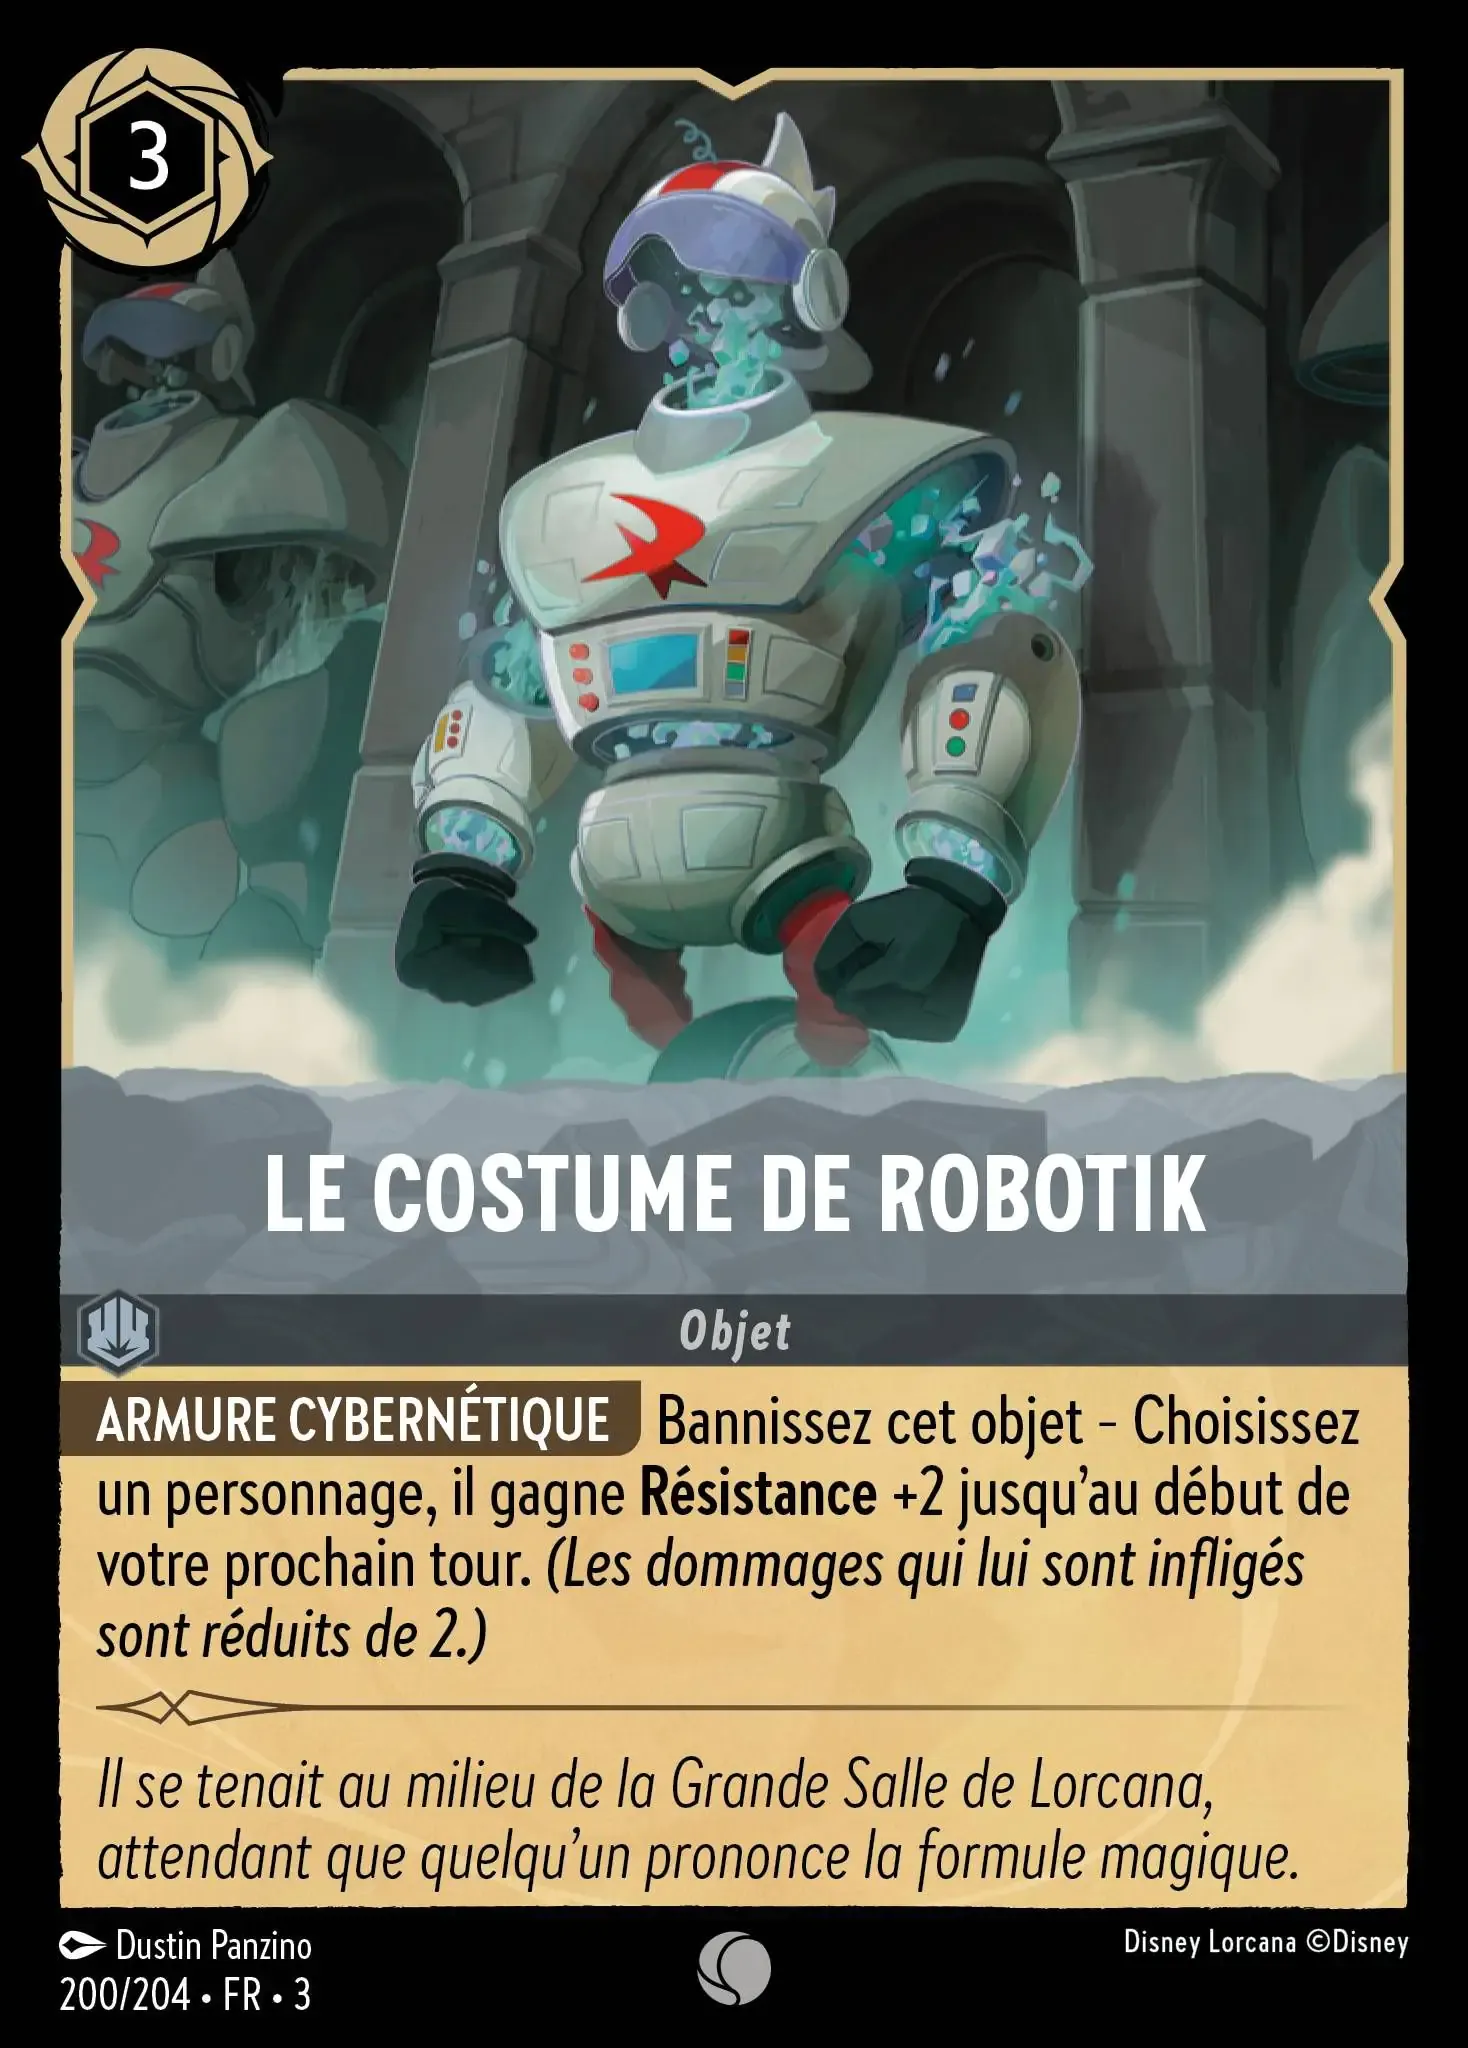 3
LE COSTUME DE ROBOTIK
Objet
ARMURE CYBERNÉTIQUE Bannissez cet objet – Choisissez
un personnage, il gagne Résistance +2 jusqu’au début de
votre prochain tour. (Les dommages qui lui sont infligés
sont réduits de 2.)
Il se tenait au milieu de la Grande Salle de Lorcana,
attendant que quelqu’un prononce la formule magique.
Dustin Panzino
Disney Lorcana ©Disney
200/204 • FR • 3